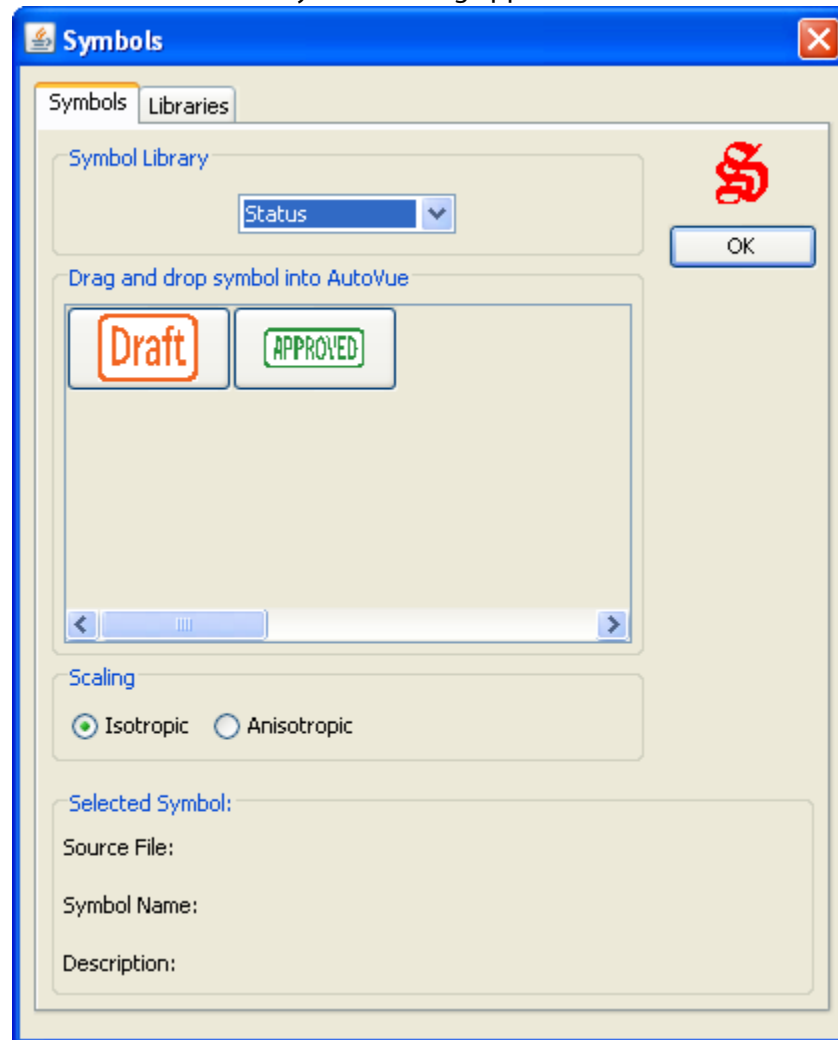 Symbols
Symbols Libraries
Symbol Library
S
Status
OK
Drag and drop symbol into AutoVue
Draft APPROVED
Scaling
Isotropic Anisotropic
Selected Symbol:
Source File:
Symbol Name:
Description: